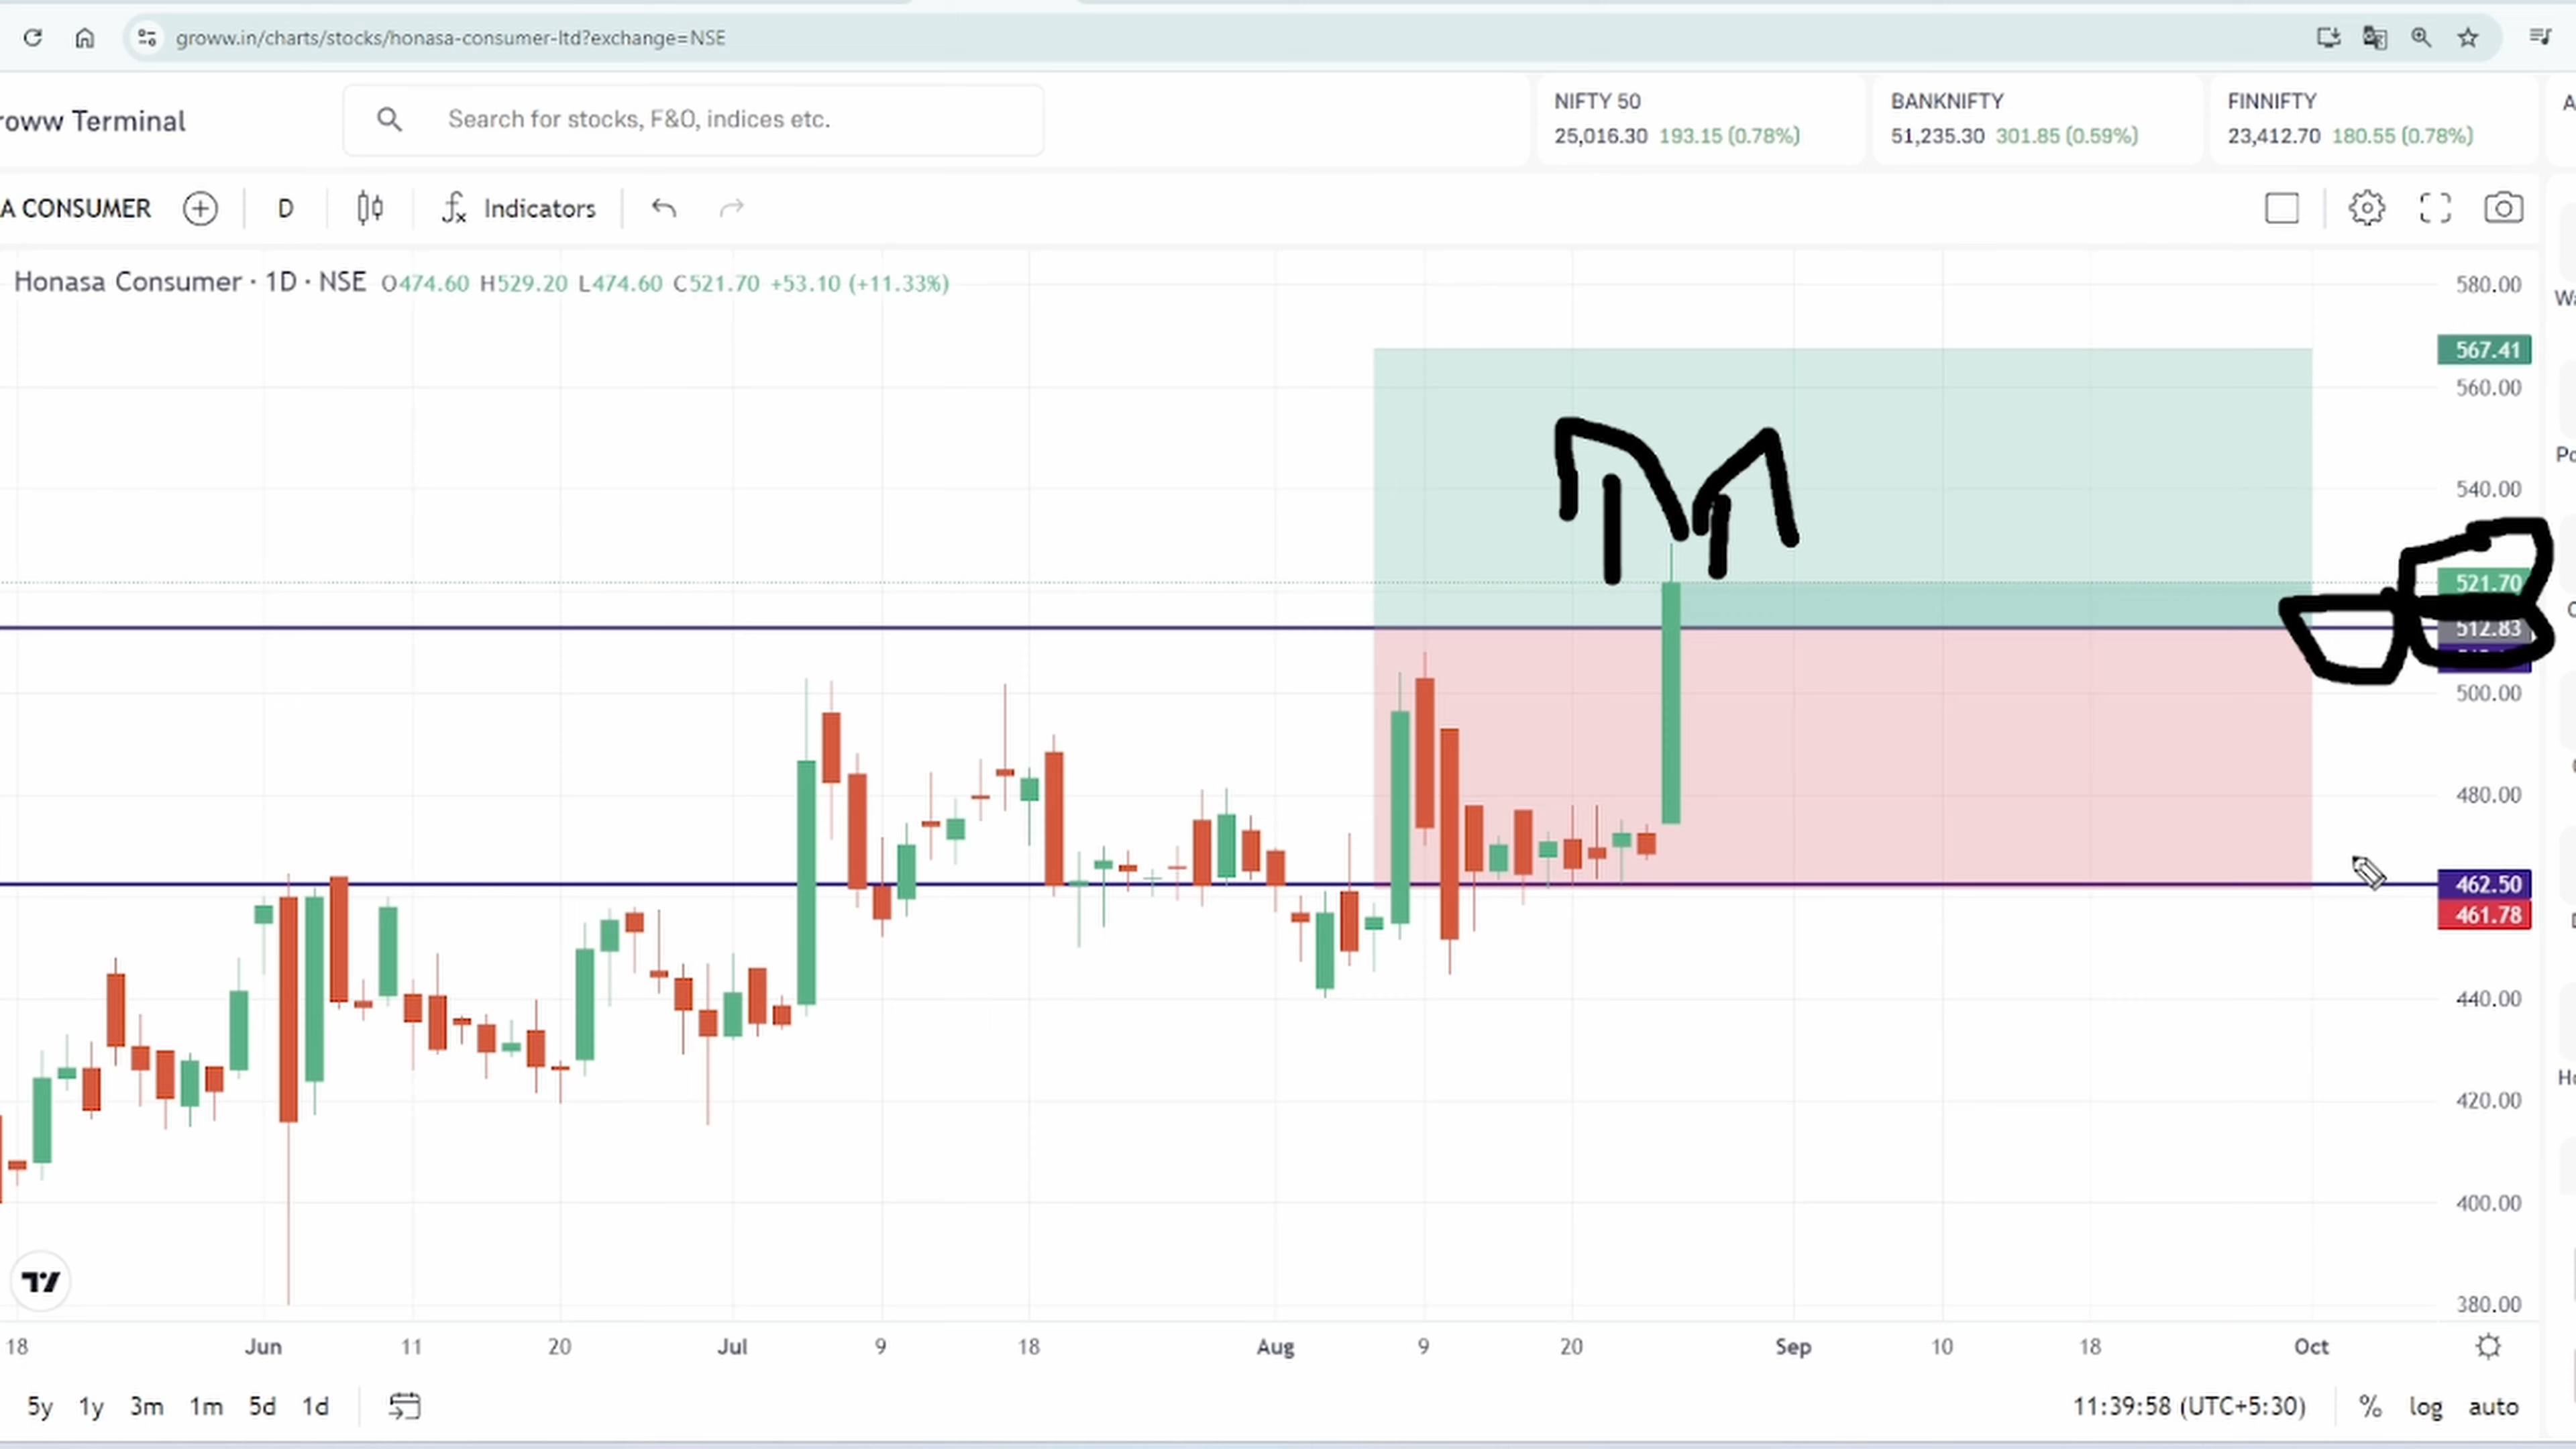 groww.in/charts/stocks/honasa-consumer-ltd?exchange=NSE
roww Terminal
Search for stocks, F&O, indices etc.
NIFTY 50
25,016.30 193.15 (0.78%)
BANKNIFTY
51,235.30 301.85 (0.59%)
FINNIFTY
23,412.70 180.55 (0.78%)
A CONSUMER
D
Indicators
Honasa Consumer · 1D · NSE O474.60 H529.20 L474.60 C521.70 +53.10 (+11.33%)
580.00
567.41
560.00
540.00
521.70
512.83
500.00
480.00
462.50
461.78
440.00
420.00
400.00
380.00
18 Jun 11 20 Jul 9 18 Aug 9 20 Sep 10 18 Oct
5y 1y 3m 1m 5d 1d
11:39:58 (UTC+5:30) % log auto